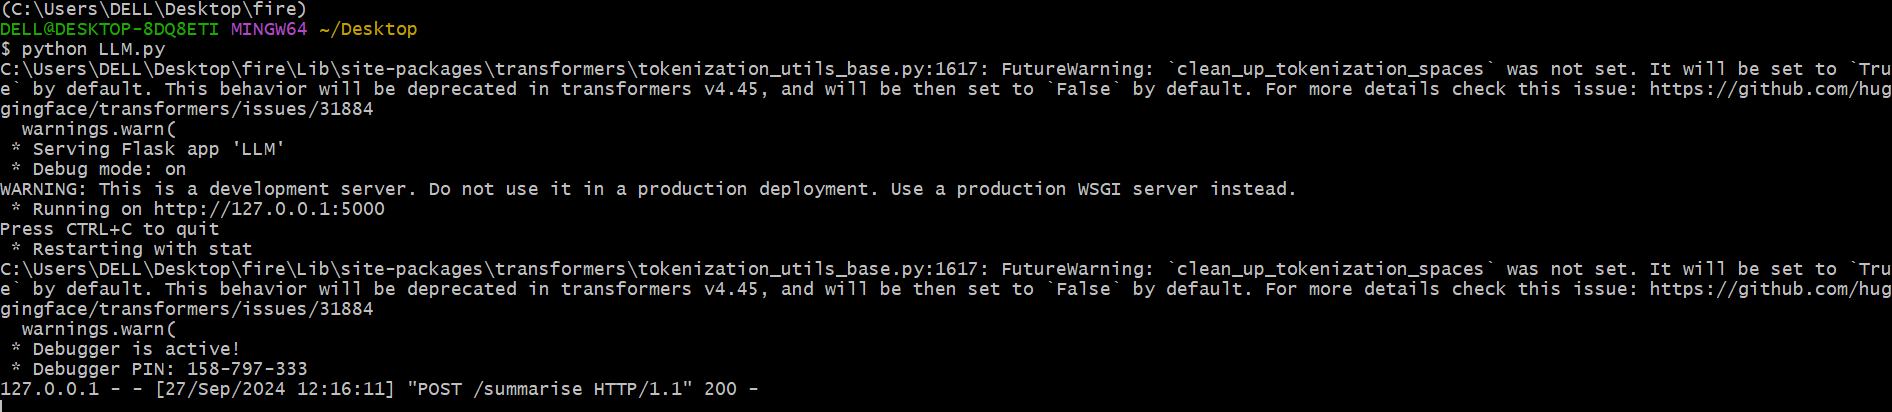 (C:\Users\DELL\Desktop\fire)
DELL@DESKTOP-8DQ8ETI MINGW64 ~/Desktop
$ python LLM.py
C:\Users\DELL\Desktop\fire\Lib\site-packages\transformers\tokenization_utils_base.py:1617: FutureWarning: `clean_up_tokenization_spaces` was not set. It will be set to `Tru
e` by default. This behavior will be deprecated in transformers v4.45, and will be then set to `False` by default. For more details check this issue: https://github.com/hug
gingface/transformers/issues/31884
  warnings.warn(
 * Serving Flask app 'LLM'
 * Debug mode: on
WARNING: This is a development server. Do not use it in a production deployment. Use a production WSGI server instead.
 * Running on http://127.0.0.1:5000
Press CTRL+C to quit
 * Restarting with stat
C:\Users\DELL\Desktop\fire\Lib\site-packages\transformers\tokenization_utils_base.py:1617: FutureWarning: `clean_up_tokenization_spaces` was not set. It will be set to `Tru
e` by default. This behavior will be deprecated in transformers v4.45, and will be then set to `False` by default. For more details check this issue: https://github.com/hug
gingface/transformers/issues/31884
  warnings.warn(
 * Debugger is active!
 * Debugger PIN: 158-797-333
127.0.0.1 - - [27/Sep/2024 12:16:11] "POST /summarise HTTP/1.1" 200 -